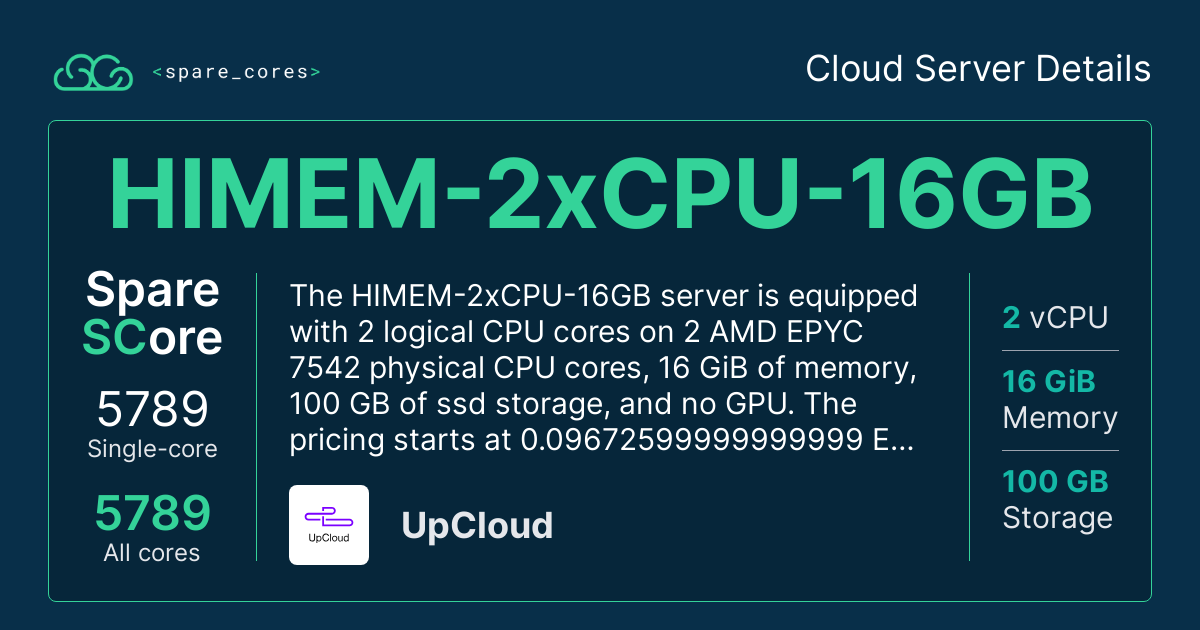 <spare_cores>
Cloud Server Details
HIMEM-2xCPU-16GB
Spare
SCore
5789
Single-core
5789
All cores
The HIMEM-2xCPU-16GB server is equipped
with 2 logical CPU cores on 2 AMD EPYC
7542 physical CPU cores, 16 GiB of memory,
100 GB of ssd storage, and no GPU. The
pricing starts at 0.09672599999999999 E...
UpCloud
UpCloud
2 vCPU
16 GiB
Memory
100 GB
Storage